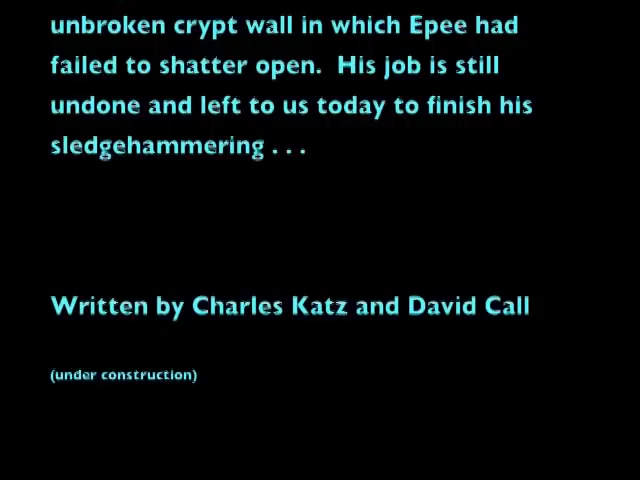 unbroken crypt wall in which Epee had
failed to shatter open.  His job is still
undone and left to us today to finish his
sledgehammering . . .
Written by Charles Katz and David Call
(under construction)